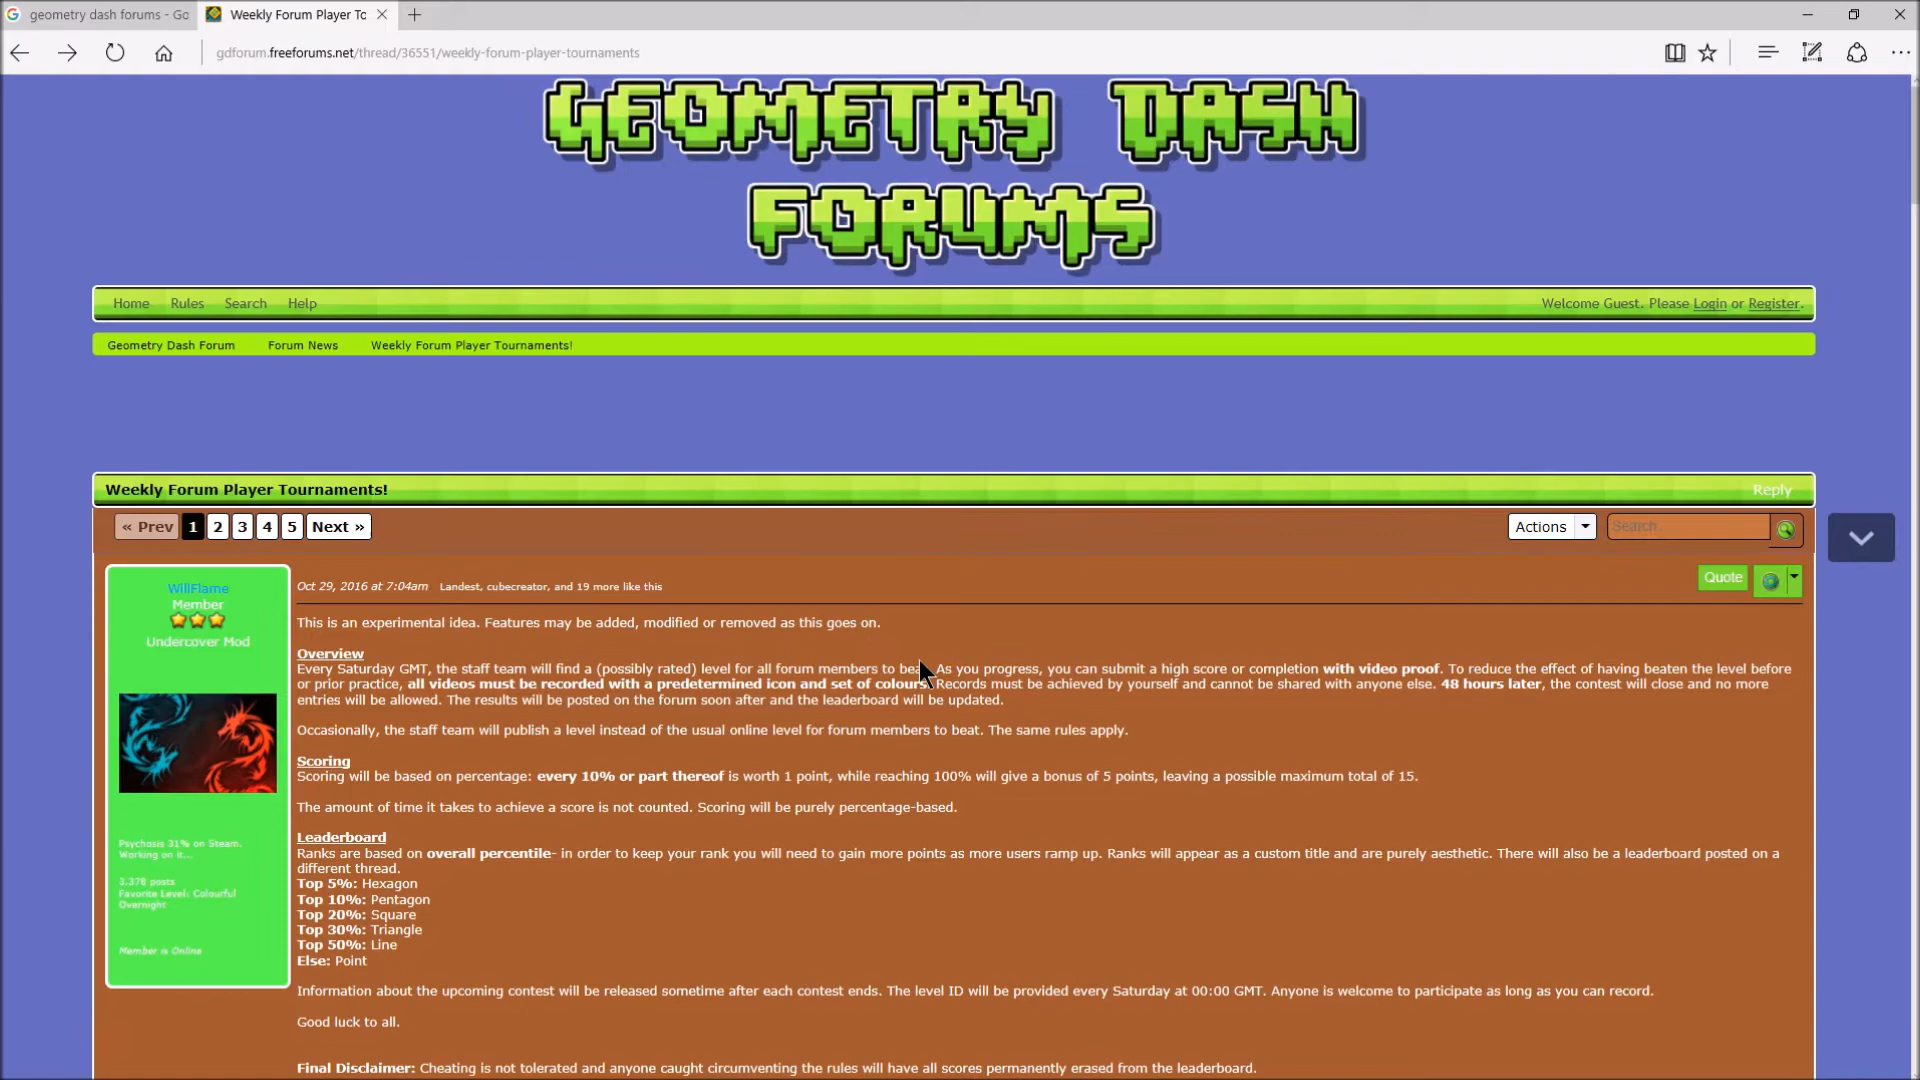 geometry dash forums - Go
Weekly Forum Player To
gdforum.freeforums.net/thread/36551/weekly-forum-player-tournaments
GEOMETRY DASH
FORUMS
Home Rules Search Help Welcome Guest. Please Login or Register.
Geometry Dash Forum Forum News Weekly Forum Player Tournaments!
Weekly Forum Player Tournaments! Reply
« Prev 1 2 3 4 5 Next » Actions Search…
WillFlame
Member
Undercover Mod
Psychosis 31% on Steam.
Working on it...
3,378 posts
Favorite Level: Colourful
Overnight
Member is Online
Oct 29, 2016 at 7:04am Landest, cubecreator, and 19 more like this Quote
This is an experimental idea. Features may be added, modified or removed as this goes on.
Overview
Every Saturday GMT, the staff team will find a (possibly rated) level for all forum members to beat. As you progress, you can submit a high score or completion with video proof. To reduce the effect of having beaten the level before
or prior practice, all videos must be recorded with a predetermined icon and set of colours. Records must be achieved by yourself and cannot be shared with anyone else. 48 hours later, the contest will close and no more
entries will be allowed. The results will be posted on the forum soon after and the leaderboard will be updated.
Occasionally, the staff team will publish a level instead of the usual online level for forum members to beat. The same rules apply.
Scoring
Scoring will be based on percentage: every 10% or part thereof is worth 1 point, while reaching 100% will give a bonus of 5 points, leaving a possible maximum total of 15.
The amount of time it takes to achieve a score is not counted. Scoring will be purely percentage-based.
Leaderboard
Ranks are based on overall percentile- in order to keep your rank you will need to gain more points as more users ramp up. Ranks will appear as a custom title and are purely aesthetic. There will also be a leaderboard posted on a
different thread.
Top 5%: Hexagon
Top 10%: Pentagon
Top 20%: Square
Top 30%: Triangle
Top 50%: Line
Else: Point
Information about the upcoming contest will be released sometime after each contest ends. The level ID will be provided every Saturday at 00:00 GMT. Anyone is welcome to participate as long as you can record.
Good luck to all.
Final Disclaimer: Cheating is not tolerated and anyone caught circumventing the rules will have all scores permanently erased from the leaderboard.